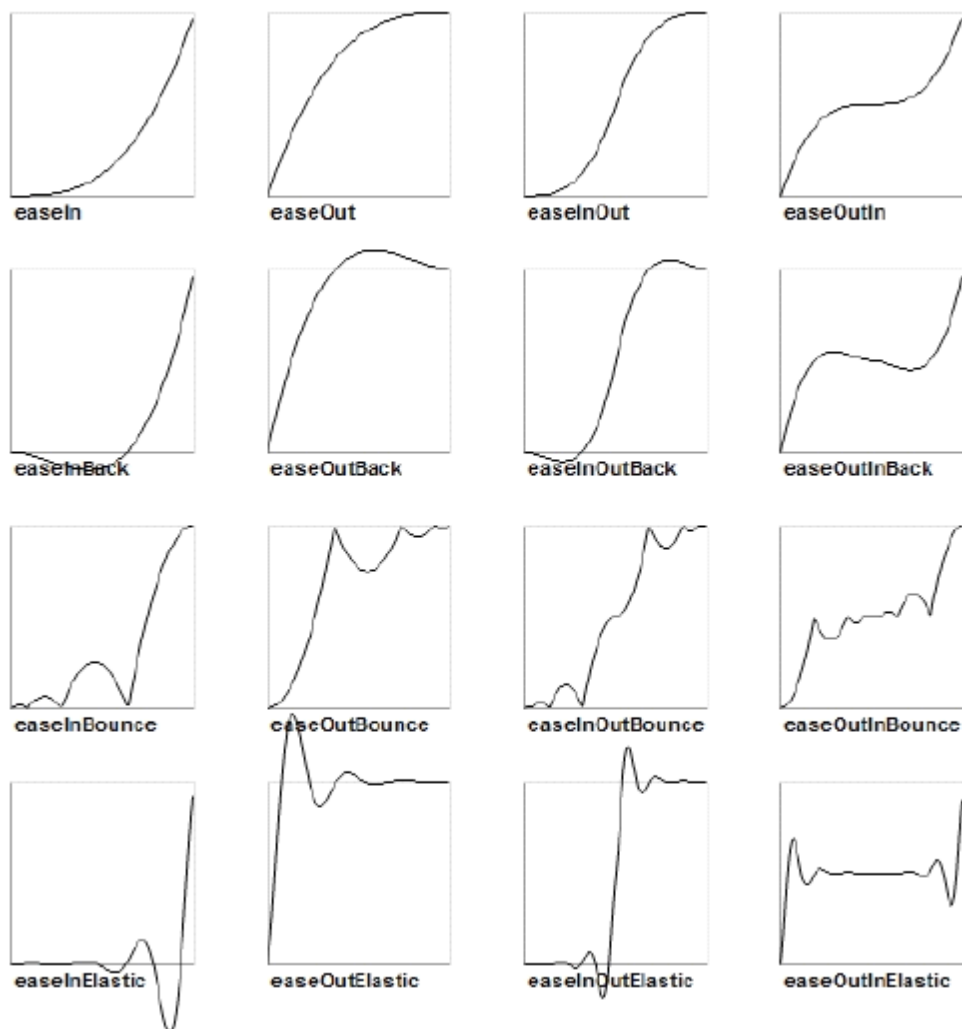 easeIn easeOut easeInOut easeOutIn
easeInBack easeOutBack easeInOutBack easeOutInBack
easeInBounce easeOutBounce easeInOutBounce easeOutInBounce
easeInElastic easeOutElastic easeInOutElastic easeOutInElastic